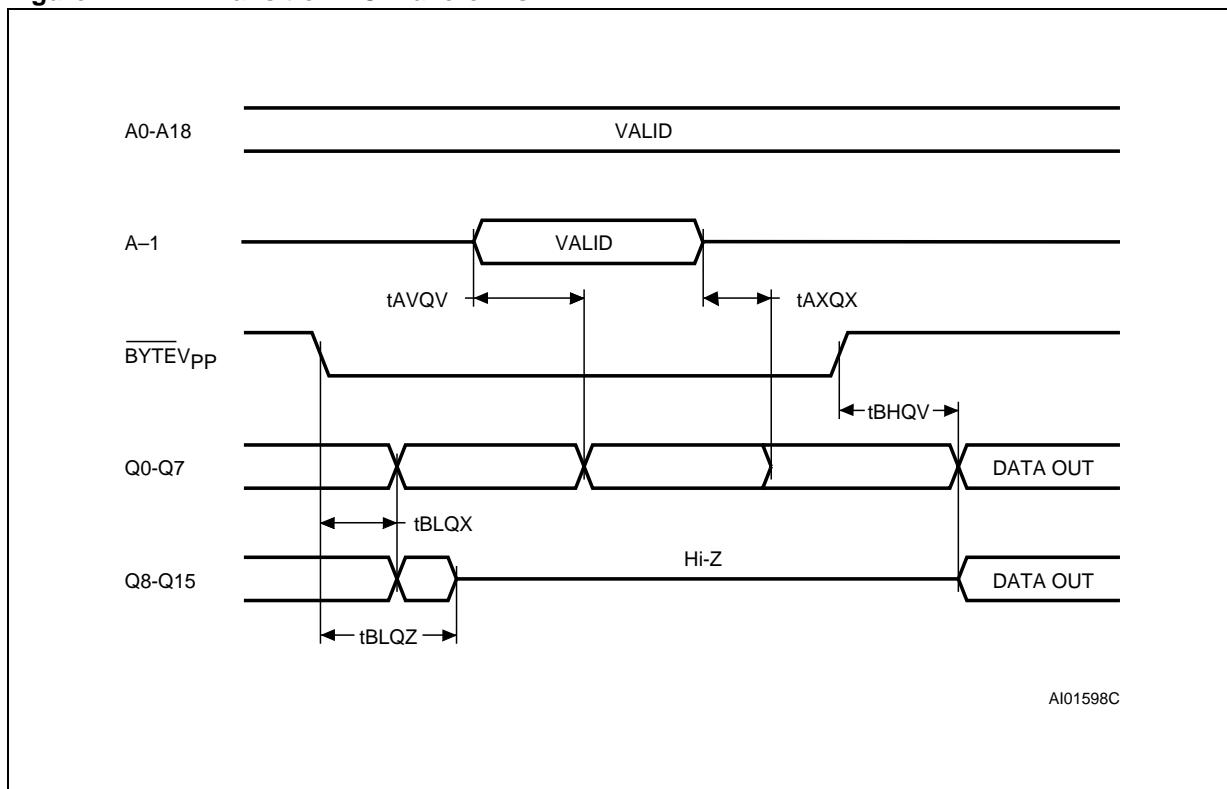 A0-A18
VALID
A–1
VALID
tAVQV
tAXQX
BYTEVPP
tBHQV
Q0-Q7
DATA OUT
tBLQX
Hi-Z
Q8-Q15
DATA OUT
tBLQZ
AI01598C